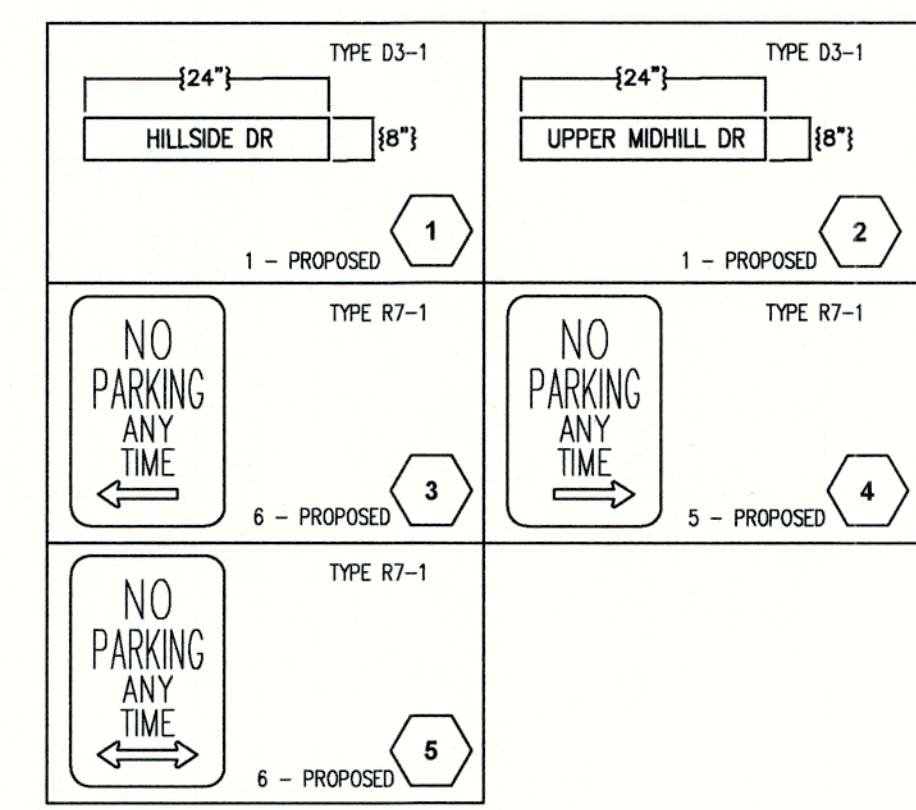 TYPE D3-1
{24"}
HILLSIDE DR
{8"}
1
1 - PROPOSED
TYPE D3-1
{24"}
UPPER MIDHILL DR
{8"}
2
1 - PROPOSED
TYPE R7-1
NO
PARKING
ANY
TIME
3
6 - PROPOSED
TYPE R7-1
NO
PARKING
ANY
TIME
4
5 - PROPOSED
TYPE R7-1
NO
PARKING
ANY
TIME
5
6 - PROPOSED